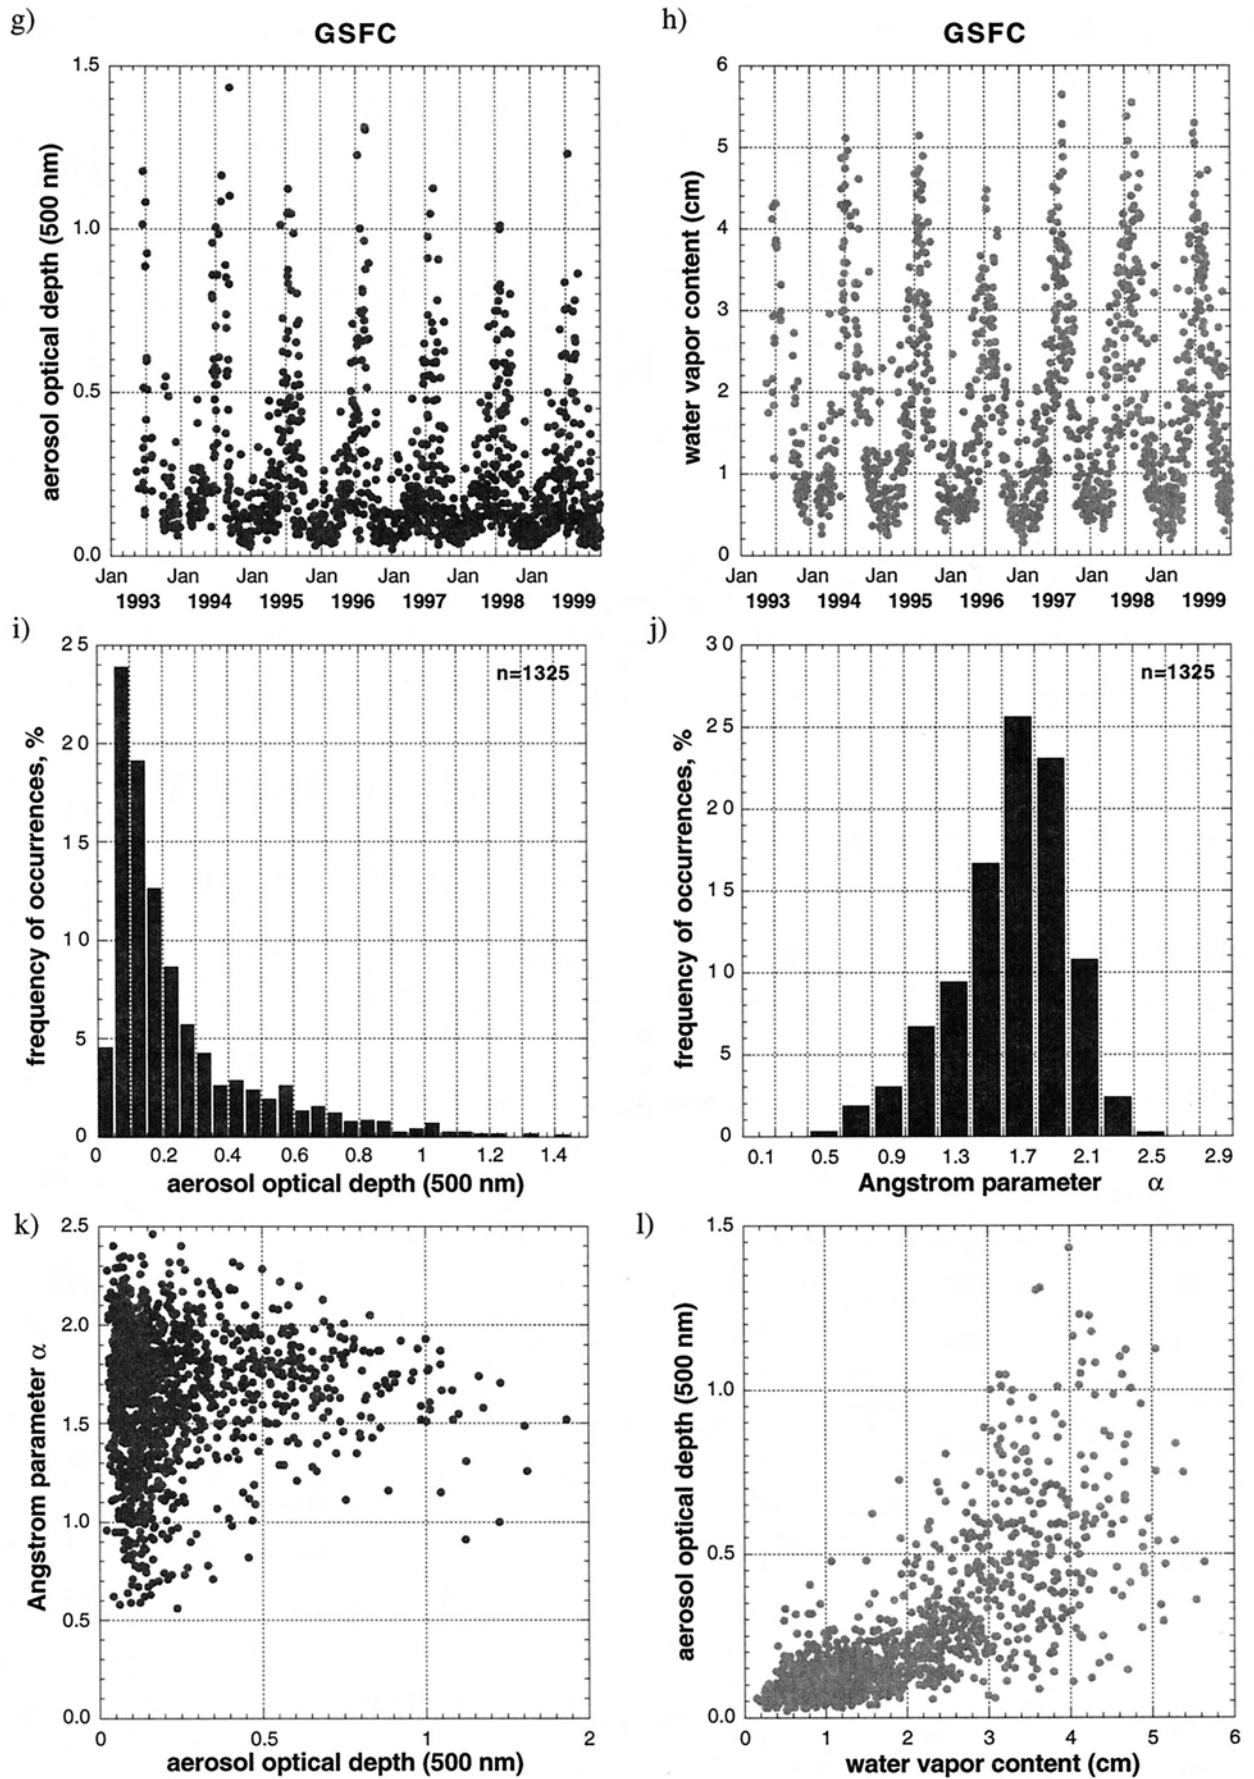 g)
GSFC
1.5
1.0
0.5
0.0
aerosol optical depth (500 nm)
Jan Jan Jan Jan Jan Jan Jan
1993 1994 1995 1996 1997 1998 1999
h)
GSFC
6
5
4
3
2
1
0
water vapor content (cm)
Jan Jan Jan Jan Jan Jan Jan
1993 1994 1995 1996 1997 1998 1999
i)
n=1325
25
20
15
10
5
0
frequency of occurrences, %
0 0.2 0.4 0.6 0.8 1 1.2 1.4
aerosol optical depth (500 nm)
j)
n=1325
30
25
20
15
10
5
0
frequency of occurrences, %
0.1 0.5 0.9 1.3 1.7 2.1 2.5 2.9
Angstrom parameter α
k)
2.5
2.0
1.5
1.0
0.5
0.0
Angstrom parameter α
0 0.5 1 2
aerosol optical depth (500 nm)
l)
1.5
1.0
0.5
0.0
aerosol optical depth (500 nm)
0 1 2 3 4 5 6
water vapor content (cm)